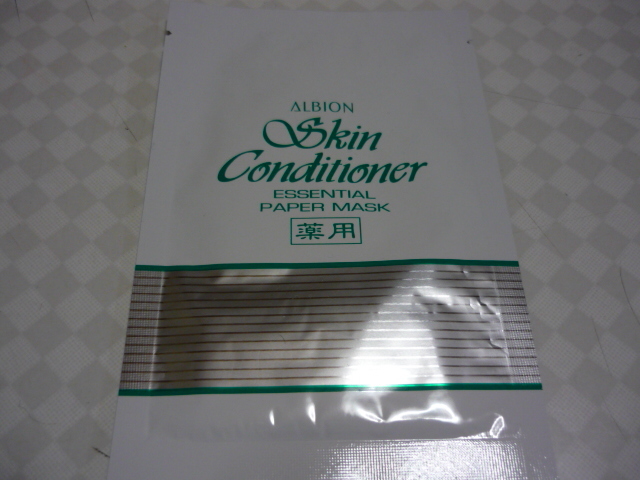 ALBION
Skin
Conditioner
ESSENTIAL
PAPER MASK
薬用